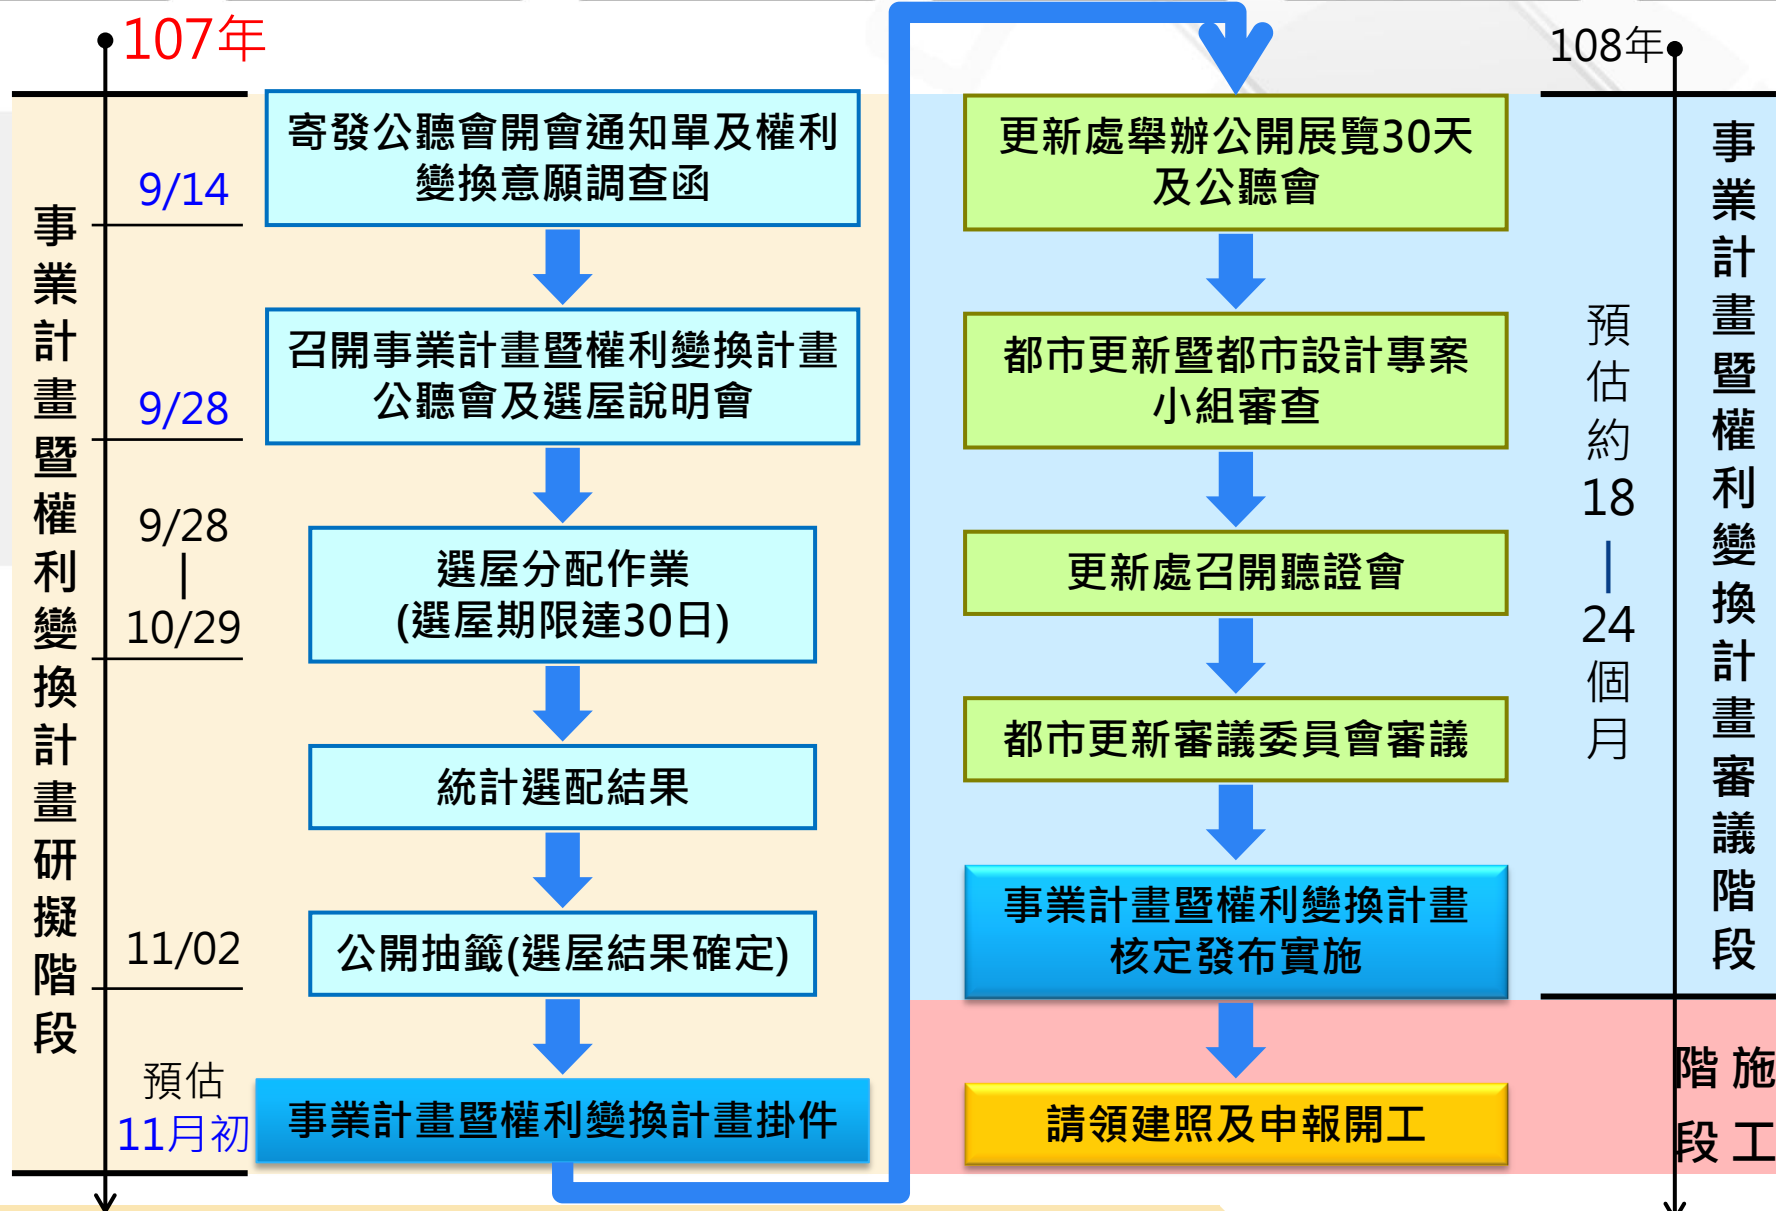 107年
事業計畫暨權利變換計畫研擬階段
9/14
寄發公聽會開會通知單及權利
變換意願調查函
9/28
召開事業計畫暨權利變換計畫
公聽會及選屋說明會
9/28
|
10/29
選屋分配作業
(選屋期限達30日)
統計選配結果
11/02
公開抽籤(選屋結果確定)
預估
11月初
事業計畫暨權利變換計畫掛件
108年
事業計畫暨權利變換計畫審議階段
預估約18|24個月
更新處舉辦公開展覽30天
及公聽會
都市更新暨都市設計專案
小組審查
更新處召開聽證會
都市更新審議委員會審議
事業計畫暨權利變換計畫
核定發布實施
施工階段
請領建照及申報開工